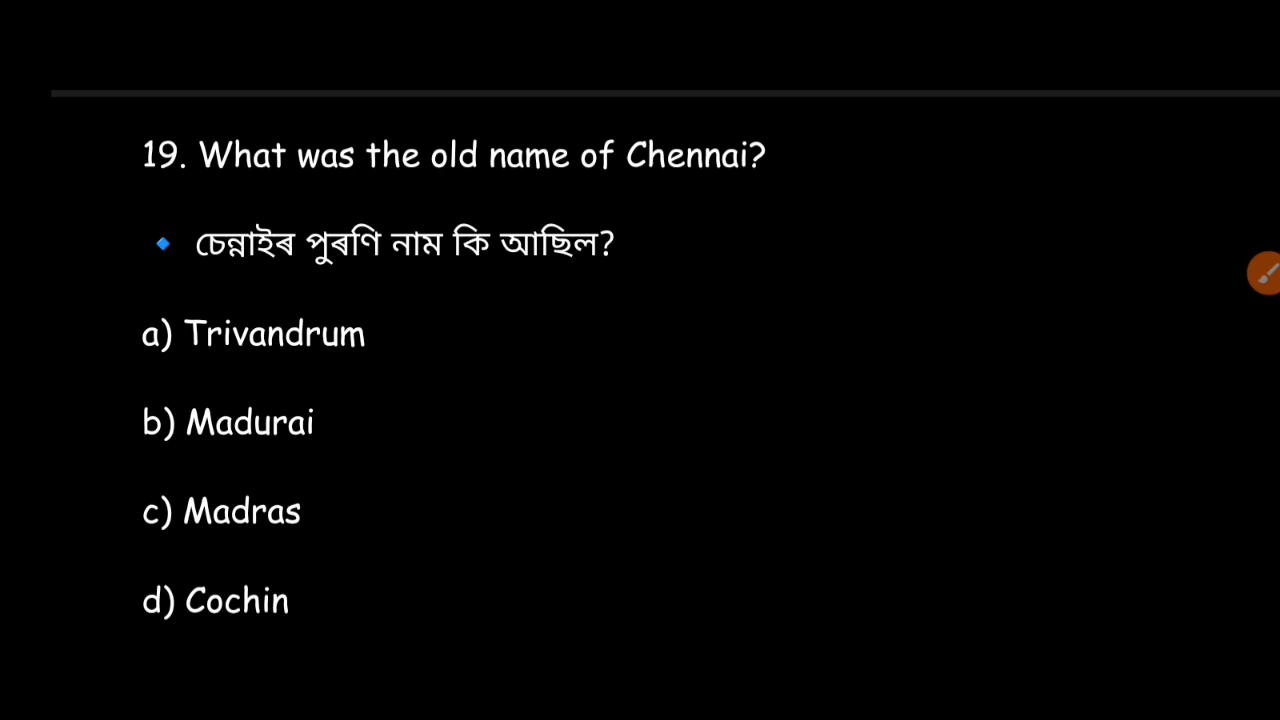 19. What was the old name of Chennai?
🔹 চেন্নাইৰ পুৰণি নাম কি আছিল?
a) Trivandrum
b) Madurai
c) Madras
d) Cochin